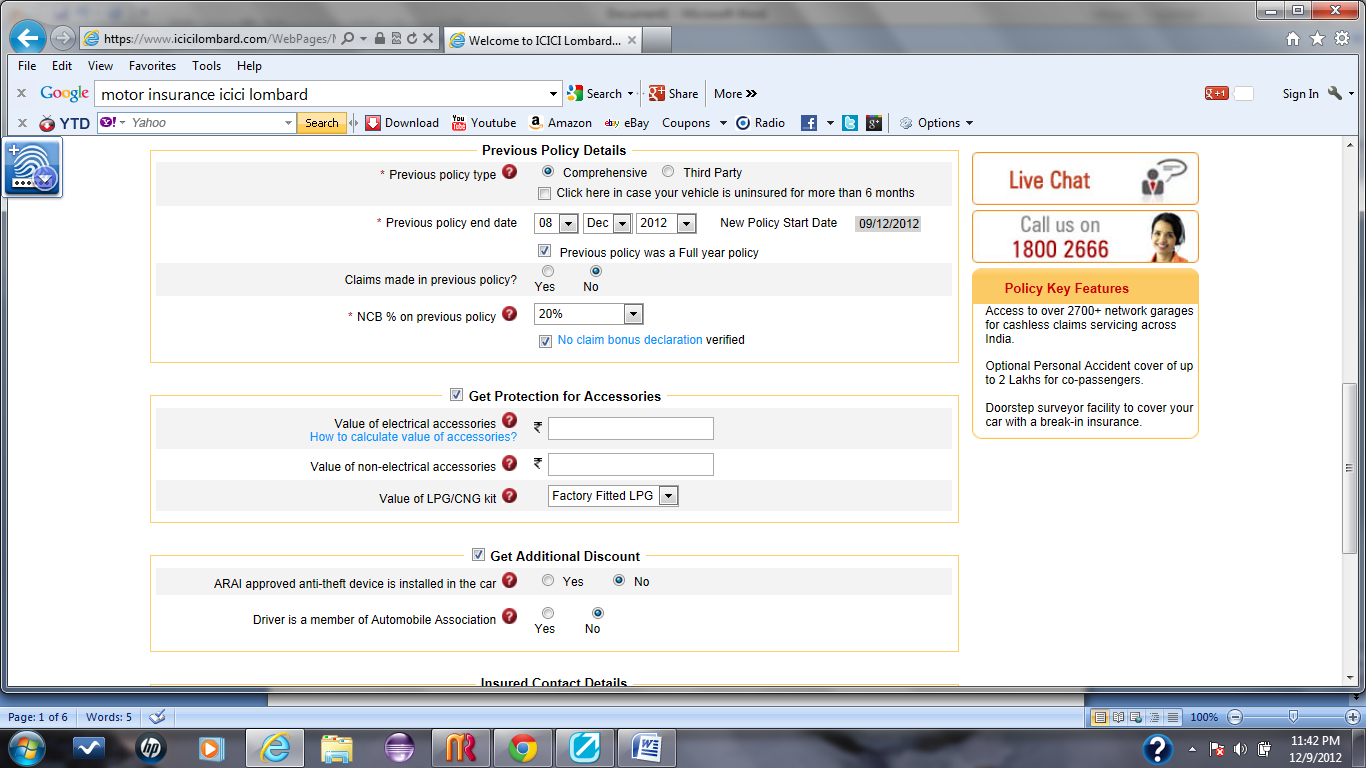 https://www.icicilombard.com/WebPages/
Welcome to ICICI Lombard...
File Edit View Favorites Tools Help
x Google motor insurance icici lombard Search Share More >> +1 Sign In
x YTD Y! Yahoo Search Download You Tube Youtube a Amazon ebay eBay Coupons Radio Options
Previous Policy Details
* Previous policy type ? Comprehensive Third Party
Click here in case your vehicle is uninsured for more than 6 months
* Previous policy end date 08 Dec 2012 New Policy Start Date 09/12/2012
Previous policy was a Full year policy
Claims made in previous policy? Yes No
* NCB % on previous policy ? 20%
No claim bonus declaration verified
Get Protection for Accessories
Value of electrical accessories ? ₹
How to calculate value of accessories?
Value of non-electrical accessories ? ₹
Value of LPG/CNG kit ? Factory Fitted LPG
Get Additional Discount
ARAI approved anti-theft device is installed in the car ? Yes No
Driver is a member of Automobile Association ? Yes No
Insured Contact Details
Live Chat
Call us on
1800 2666
Policy Key Features
Access to over 2700+ network garages
for cashless claims servicing across
India.
Optional Personal Accident cover of up
to 2 Lakhs for co-passengers.
Doorstep surveyor facility to cover your
car with a break-in insurance.
Page: 1 of 6 Words: 5 100%
hp
11:42 PM
12/9/2012